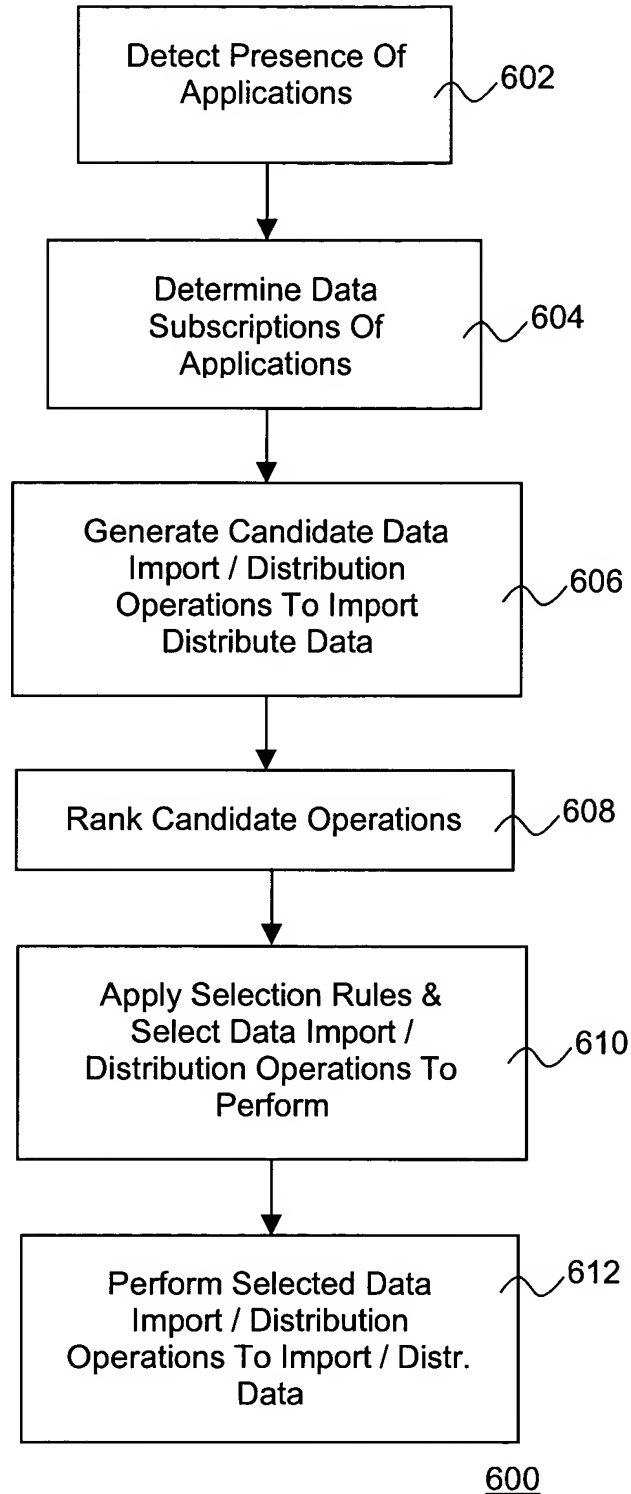 Detect Presence Of
Applications
602
Determine Data
Subscriptions Of
Applications
604
Generate Candidate Data
Import / Distribution
Operations To Import
Distribute Data
606
Rank Candidate Operations
608
Apply Selection Rules &
Select Data Import /
Distribution Operations To
Perform
610
Perform Selected Data
Import / Distribution
Operations To Import / Distr.
Data
612
600